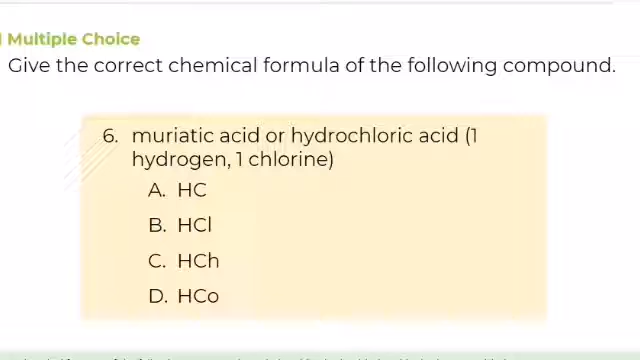 Multiple Choice
Give the correct chemical formula of the following compound.
6. muriatic acid or hydrochloric acid (1
hydrogen, 1 chlorine)
A. HC
B. HCl
C. HCh
D. HCo